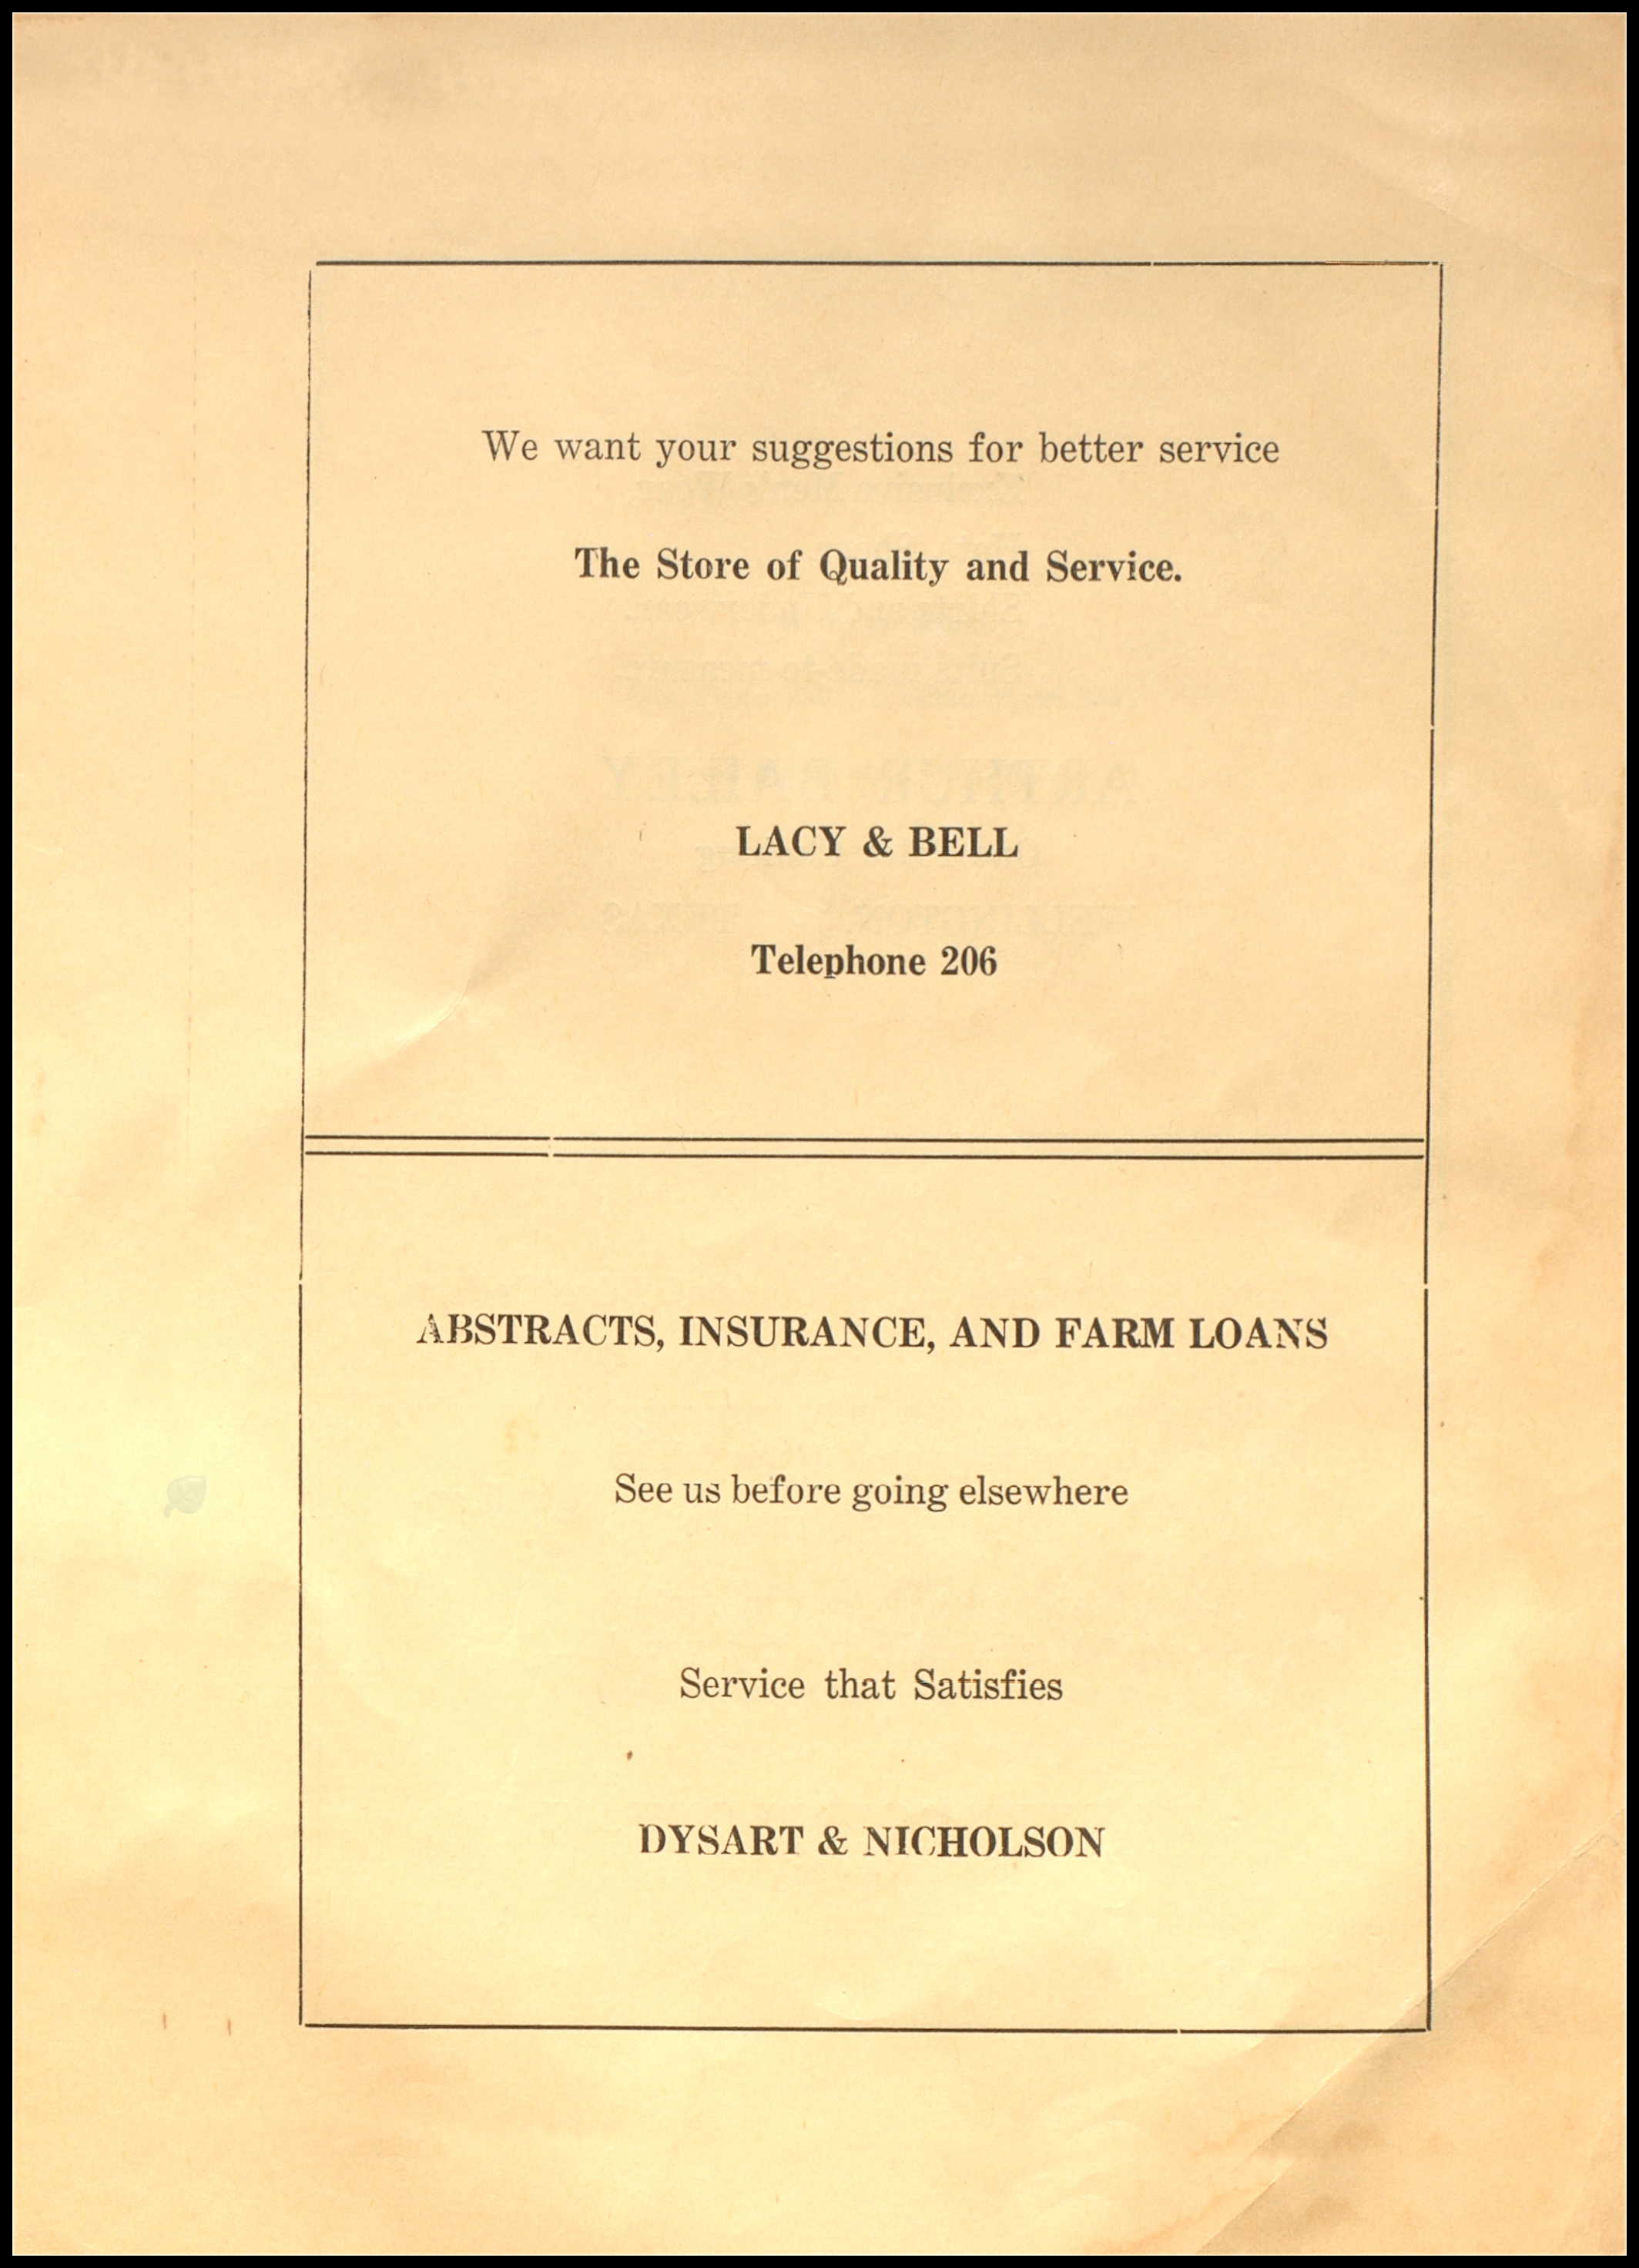 We want your suggestions for better service
The Store of Quality and Service.
LACY & BELL
Telephone 206
ABSTRACTS, INSURANCE, AND FARM LOANS
See us before going elsewhere
Service that Satisfies
DYSART & NICHOLSON